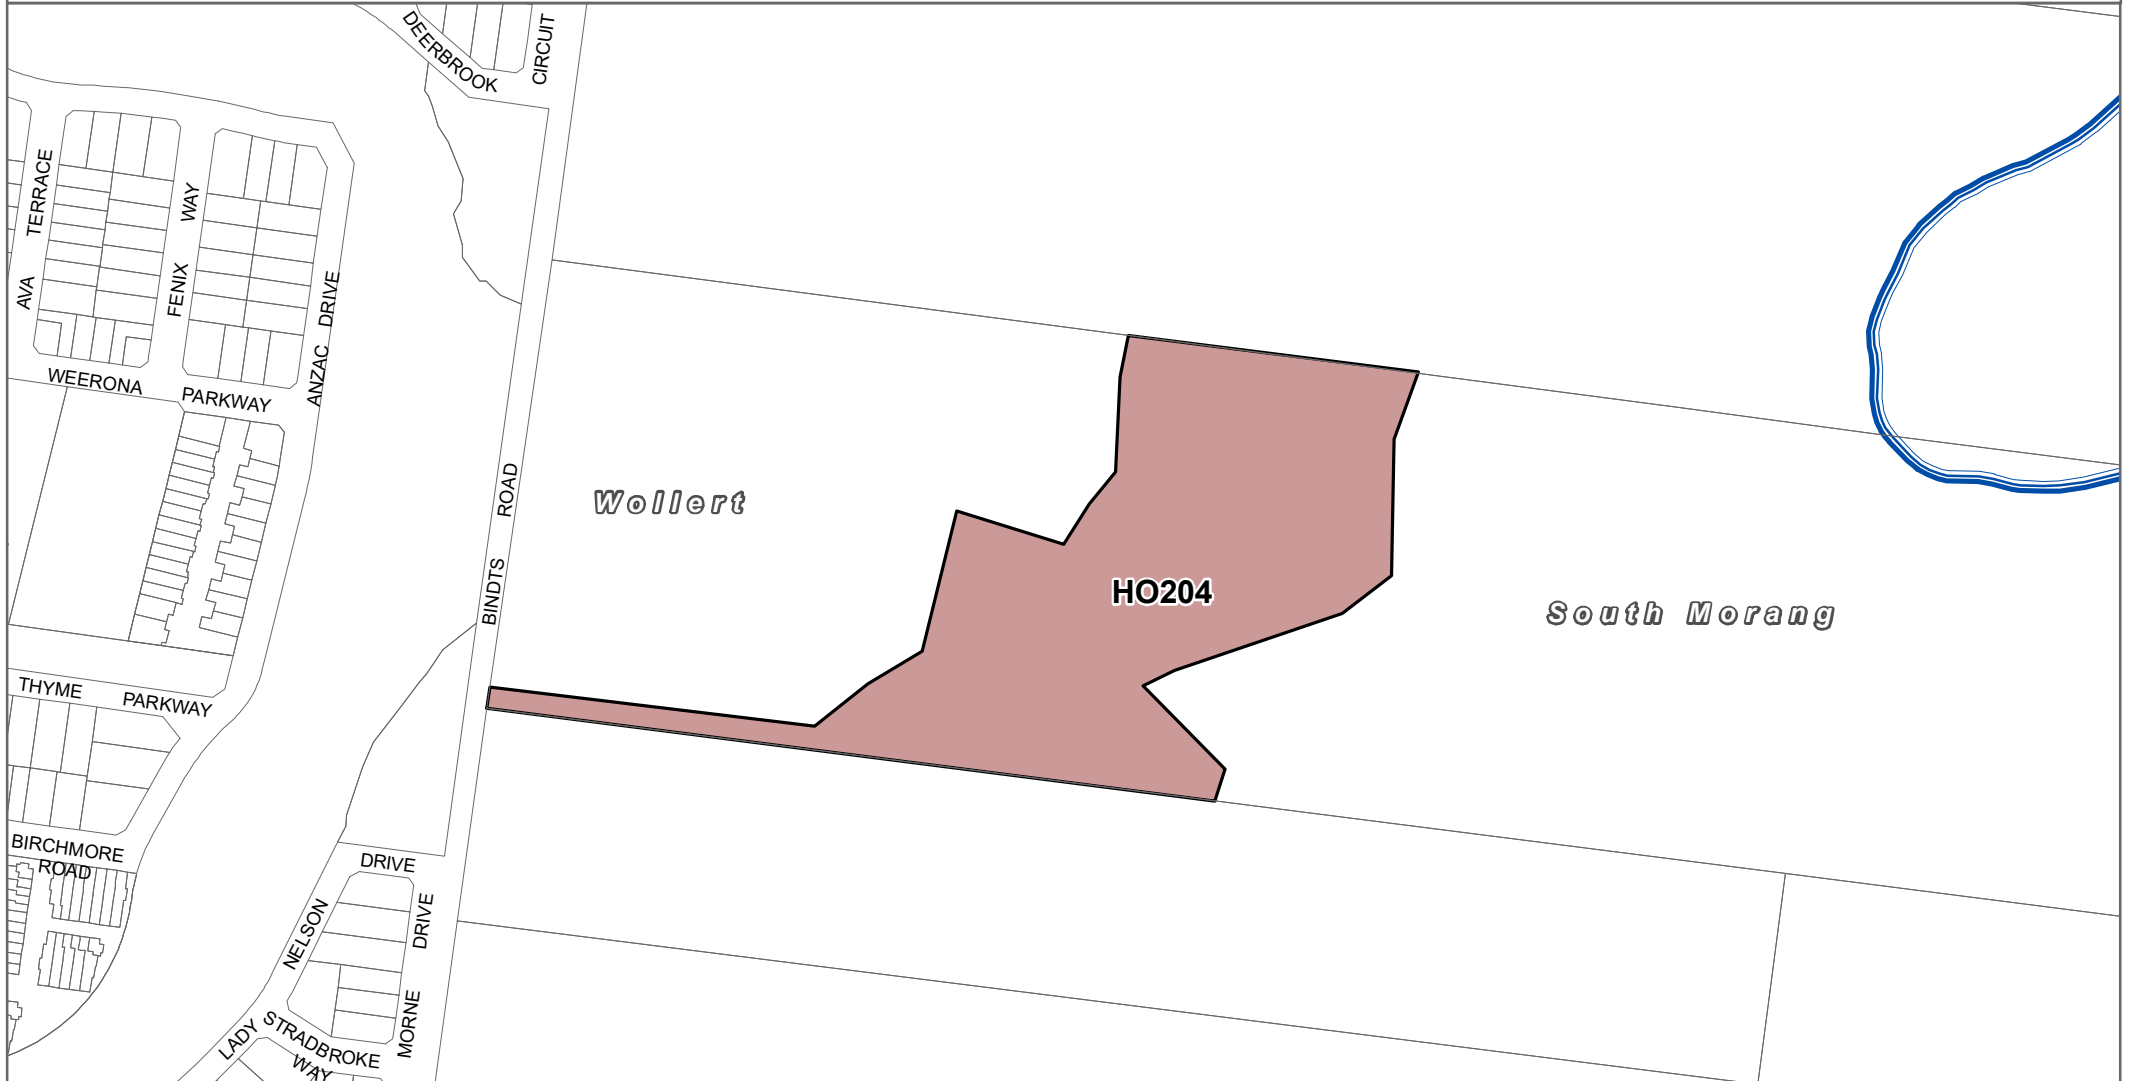 DEERBROOK
CIRCUIT
AVA TERRACE
FENIX WAY
ANZAC DRIVE
WEERONA PARKWAY
BINDTS ROAD
Wollert
HO204
South Morang
THYME PARKWAY
BIRCHMORE
ROAD
NELSON DRIVE
MORNE DRIVE
LADY
STRADBROKE
WAY